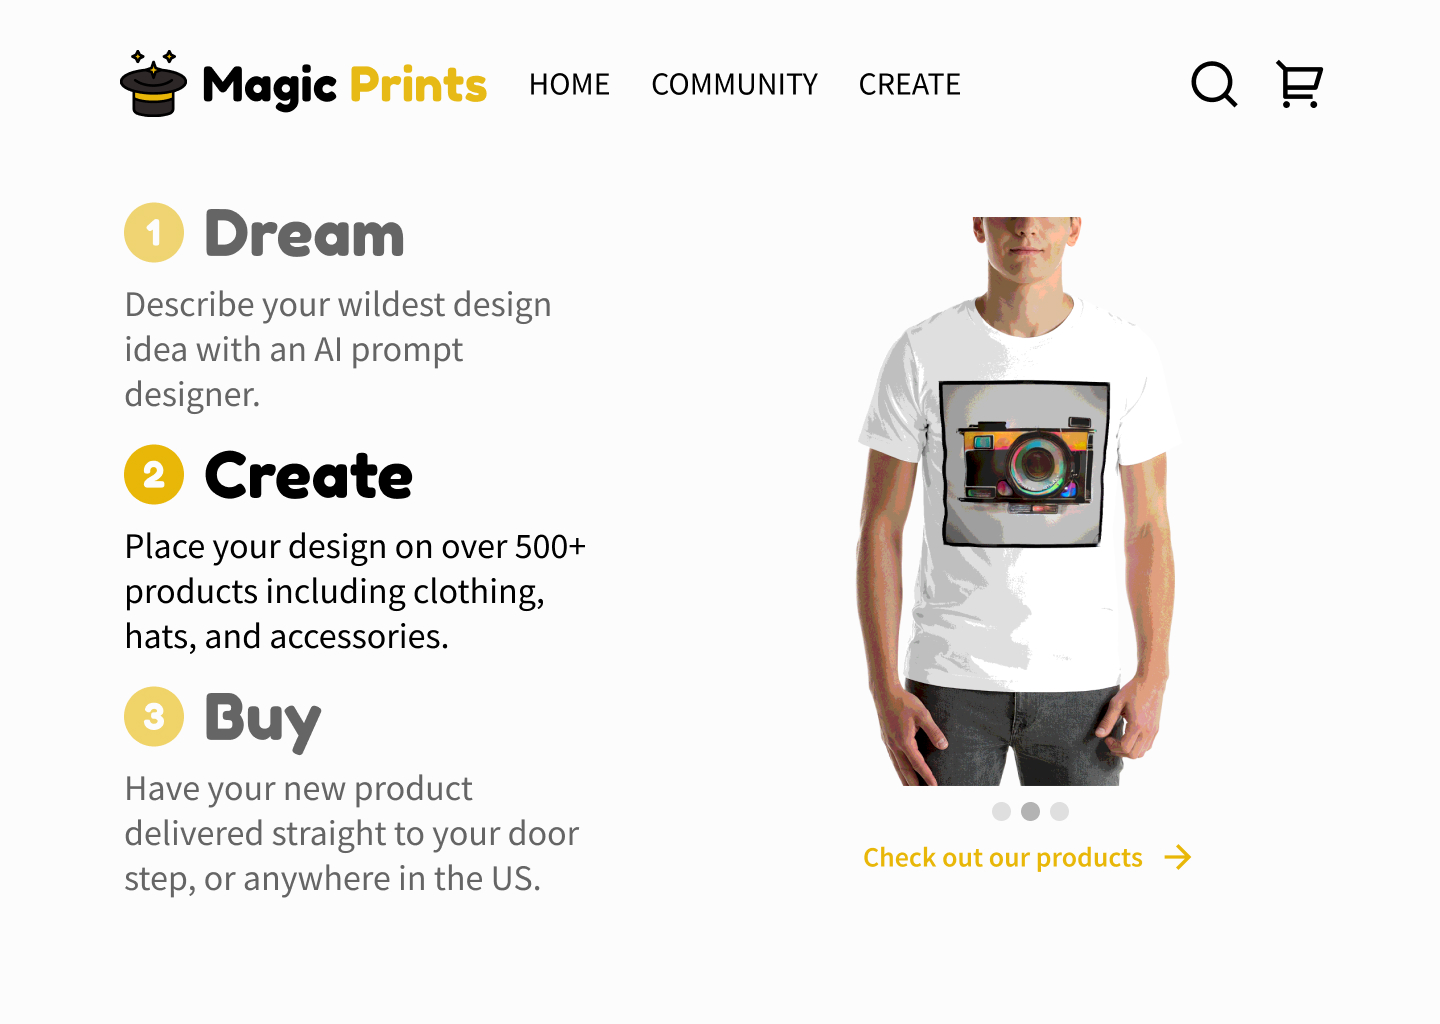 Magic Prints
HOME
COMMUNITY
CREATE
1 Dream
Describe your wildest design
idea with an AI prompt
designer.
2 Create
Place your design on over 500+
products including clothing,
hats, and accessories.
3 Buy
Have your new product
delivered straight to your door
step, or anywhere in the US.
Check out our products